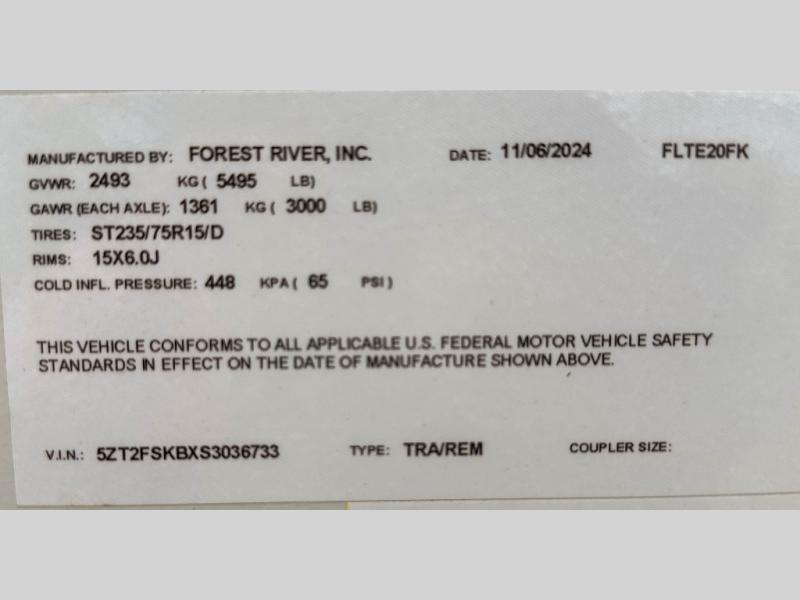 MANUFACTURED BY: FOREST RIVER, INC. DATE: 11/06/2024 FLTE20FK
GVWR: 2493 KG ( 5495 LB)
GAWR (EACH AXLE): 1361 KG ( 3000 LB)
TIRES: ST235/75R15/D
RIMS: 15X6.0J
COLD INFL. PRESSURE: 448 KPA ( 65 PSI )
THIS VEHICLE CONFORMS TO ALL APPLICABLE U.S. FEDERAL MOTOR VEHICLE SAFETY
STANDARDS IN EFFECT ON THE DATE OF MANUFACTURE SHOWN ABOVE.
V.I.N.: 5ZT2FSKBXS3036733 TYPE: TRA/REM COUPLER SIZE: